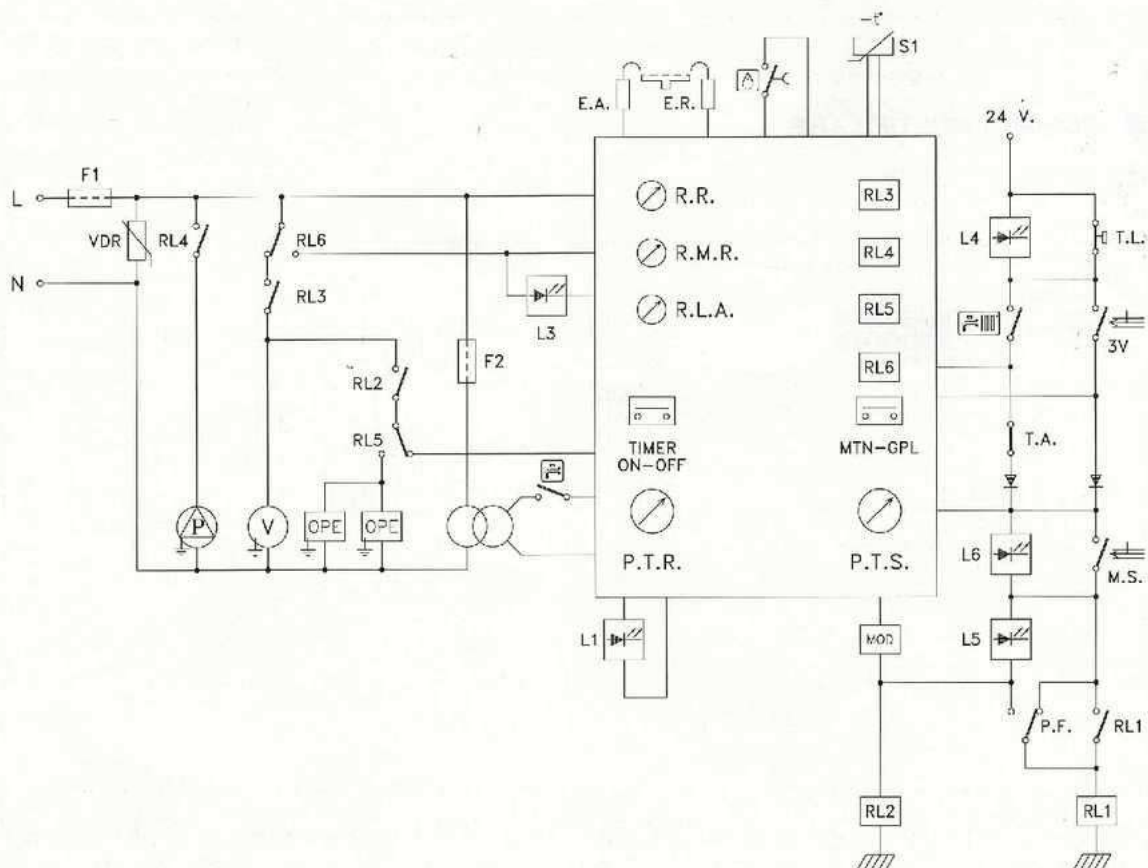 -t°
S1
E.A.
E.R.
24 V.
F1
L
VDR
RL4
RL6
R.R.
RL3
L4
T.L.
N
RL3
R.M.R.
RL4
L3
R.L.A.
RL5
3V
F2
RL2
RL6
RL5
TIMER
ON-OFF
MTN-GPL
T.A.
P
V
OPE
OPE
P.T.R.
P.T.S.
L6
M.S.
L1
MOD
L5
P.F.
RL1
RL2
RL1